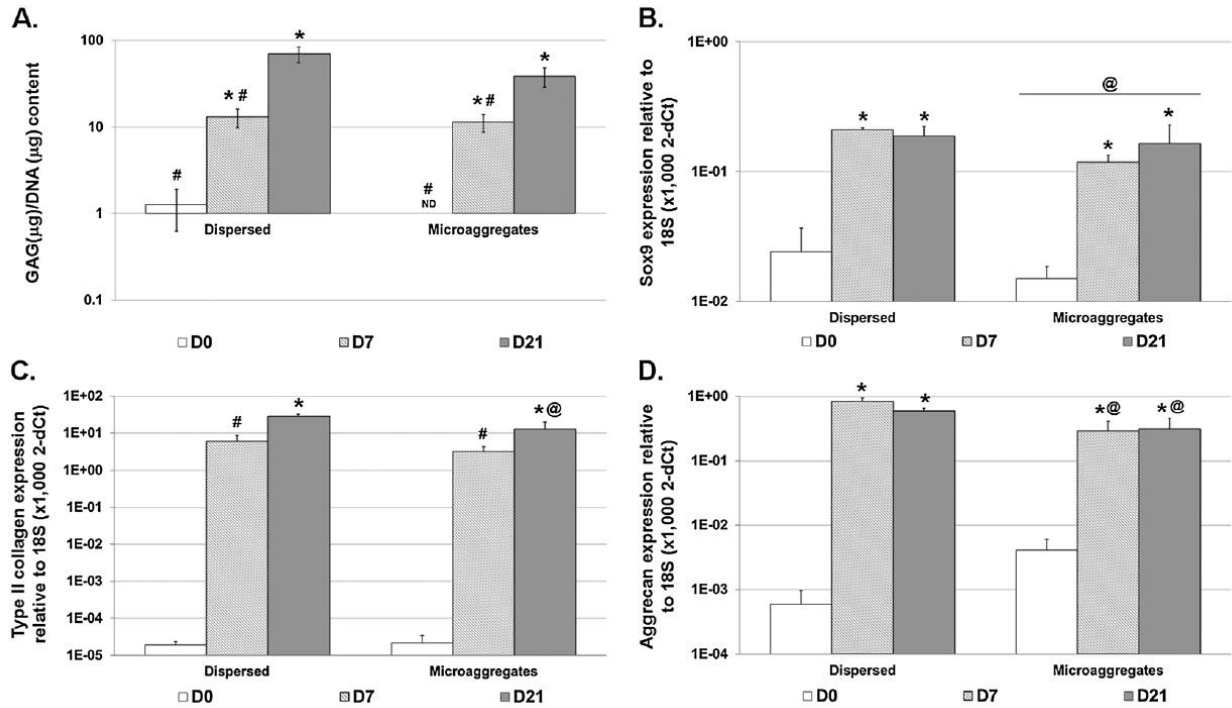 A.
GAG(µg)/DNA (µg) content
100
10
1
0.1
*
* #
#
*
* #
#
ND
Dispersed
Microaggregates
D0
D7
D21
B.
Sox9 expression relative to
18S (x1,000 2-dCt)
1E+00
1E-01
1E-02
@
*
*
*
*
Dispersed
Microaggregates
D0
D7
D21
C.
Type II collagen expression
relative to 18S (x1,000 2-dCt)
1E+02
1E+01
1E+00
1E-01
1E-02
1E-03
1E-04
1E-05
#
*
#
*@
Dispersed
Microaggregates
D0
D7
D21
D.
Aggrecan expression relative
to 18S (x1,000 2-dCt)
1E+00
1E-01
1E-02
1E-03
1E-04
*
*
*@
*@
Dispersed
Microaggregates
D0
D7
D21